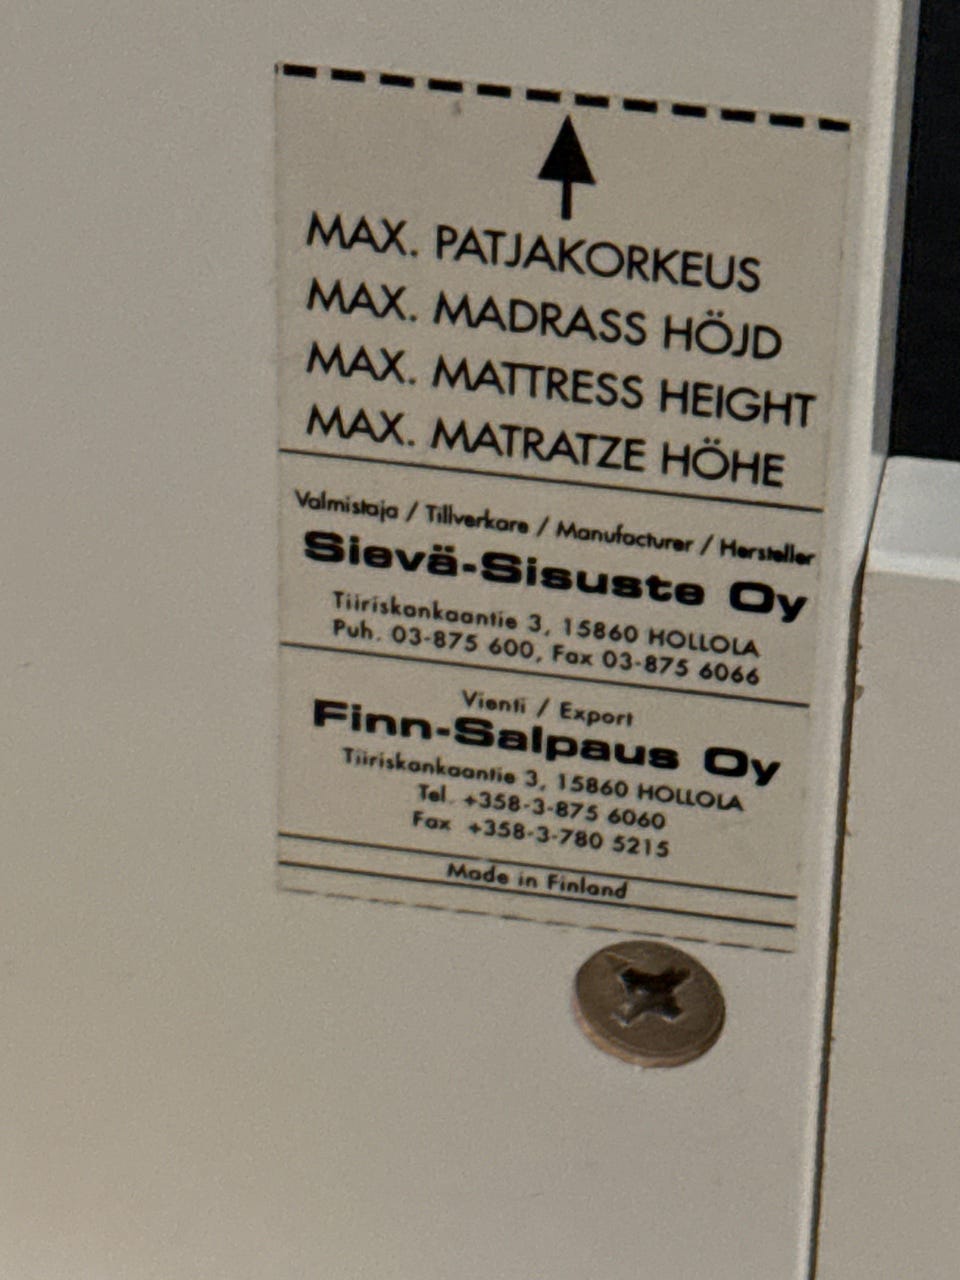 MAX. PATJAKORKEUS
MAX. MADRASS HÖJD
MAX. MATTRESS HEIGHT
MAX. MATRATZE HÖHE
Valmistaja / Tillverkare / Manufacturer / Hersteller
Sievä-Sisuste Oy
Tiiriskankaantie 3, 15860 HOLLOLA
Puh. 03-875 600, Fax 03-875 6066
Vienti / Export
Finn-Salpaus Oy
Tiiriskankaantie 3, 15860 HOLLOLA
Tel. +358-3-875 6060
Fax +358-3-780 5215
Made in Finland